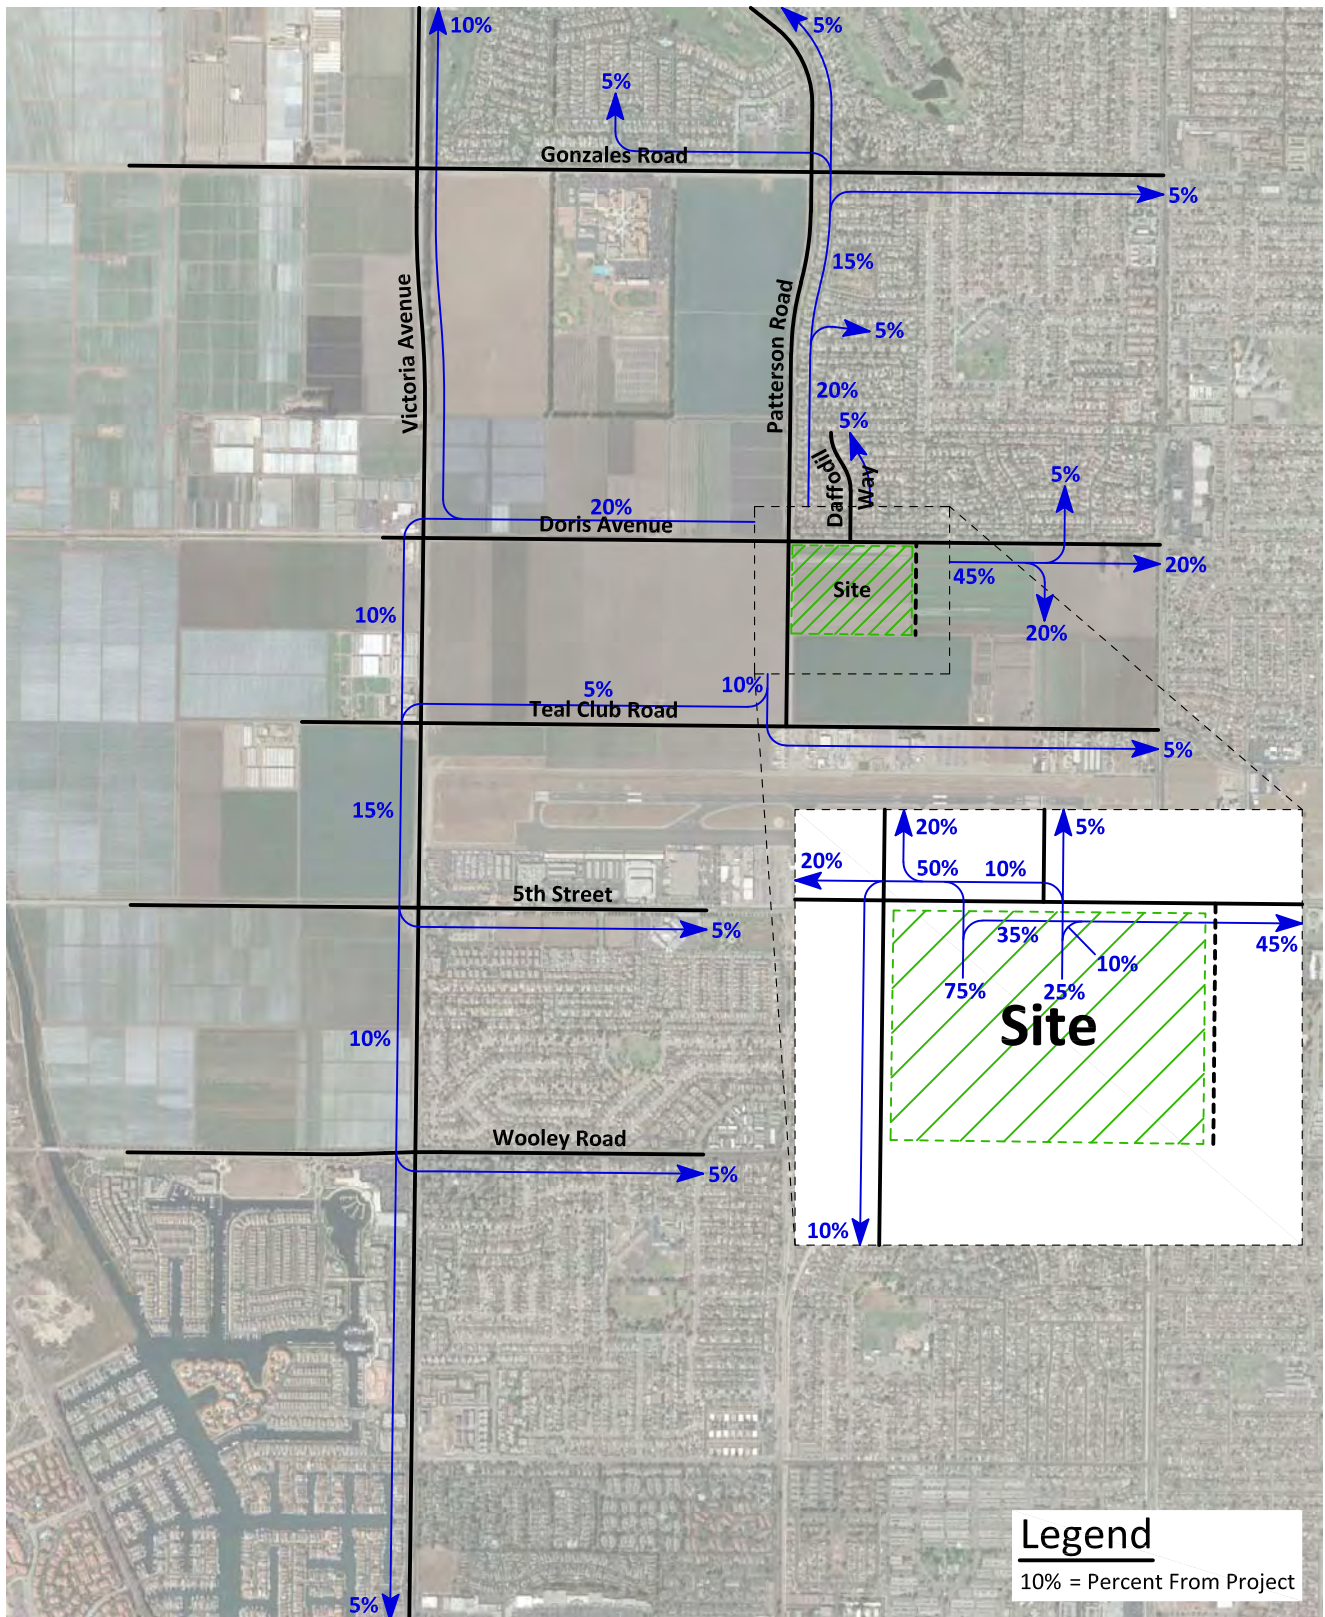 10%
5%
5%
Gonzales Road
5%
15%
Victoria Avenue
Patterson Road
5%
20%
5%
Daffodil
Way
5%
20%
Doris Avenue
20%
45%
Site
10%
20%
5%
10%
Teal Club Road
5%
15%
20%
5%
20%
50%
10%
5th Street
5%
35%
45%
10%
75%
25%
Site
10%
Wooley Road
5%
10%
Legend
10% = Percent From Project
5%